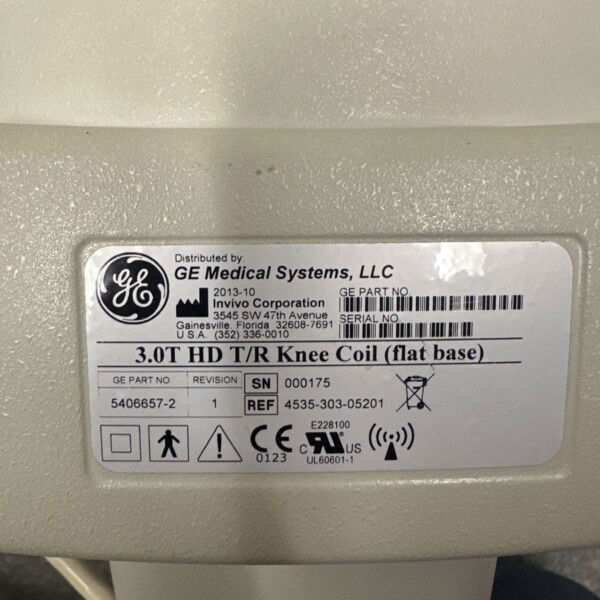 GE
Distributed by:
GE Medical Systems, LLC
2013-10
Invivo Corporation
3545 SW 47th Avenue
Gainesville, Florida 32608-7691
U.S.A. (352) 336-0010
GE PART NO.
SERIAL NO.
3.0T HD T/R Knee Coil (flat base)
GE PART NO REVISION SN 000175
5406657-2 1 REF 4535-303-05201
CE
0123
E228100
C UR US
UL60601-1